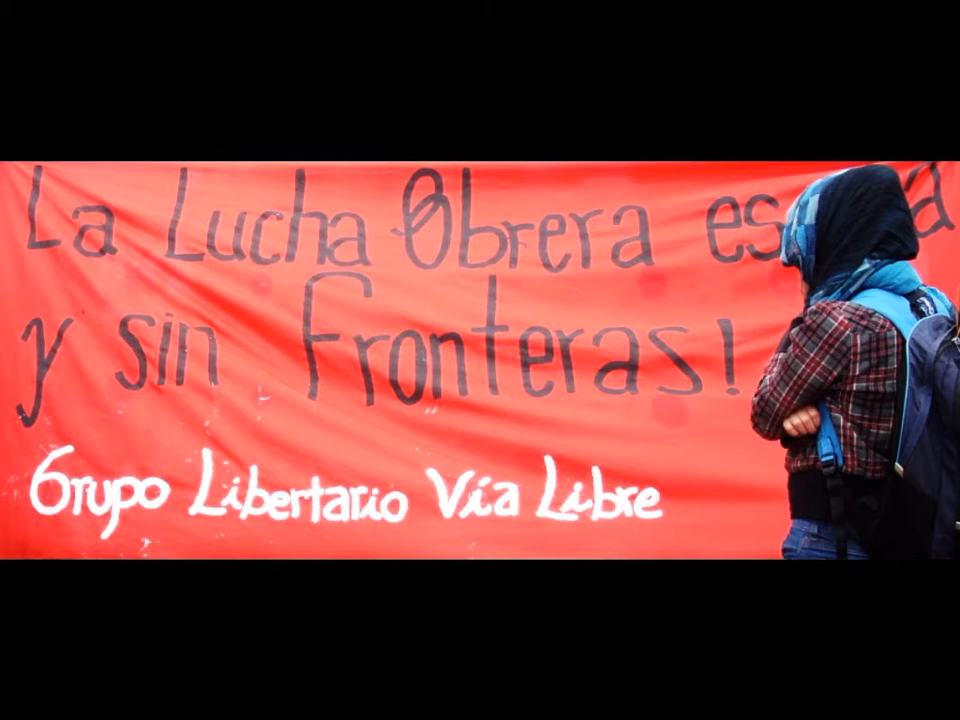 La Lucha Obrera es a
y sin Fronteras!
Grupo Libertario Vía Libre